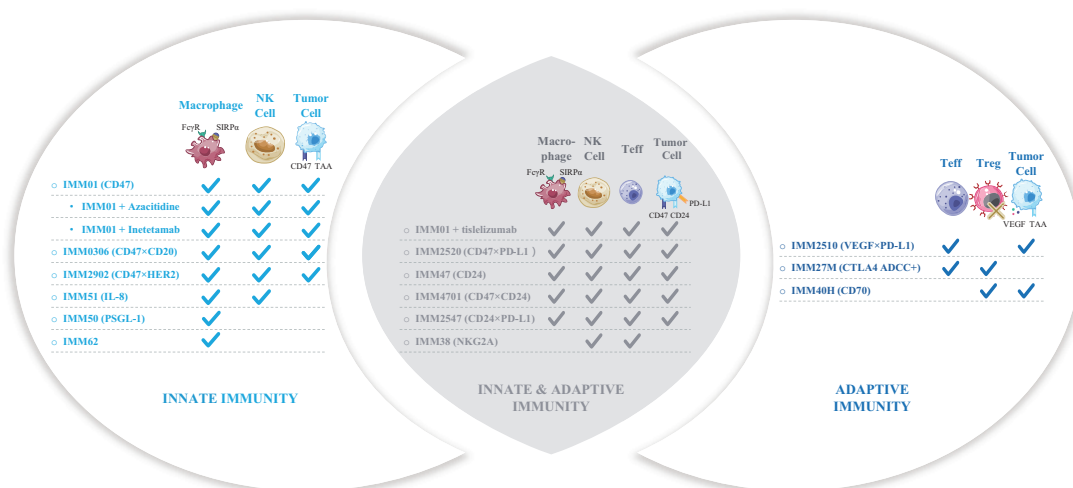 Macrophage
NK
Cell
Tumor
Cell
FcγR SIRPα
CD47 TAA
○ IMM01 (CD47)
• IMM01 + Azacitidine
• IMM01 + Inetetamab
○ IMM0306 (CD47×CD20)
○ IMM2902 (CD47×HER2)
○ IMM51 (IL-8)
○ IMM50 (PSGL-1)
○ IMM62
INNATE IMMUNITY
Macro-
phage
NK
Cell
Teff
Tumor
Cell
FcγR SIRPα
PD-L1
CD47 CD24
○ IMM01 + tislelizumab
○ IMM2520 (CD47×PD-L1 )
○ IMM47 (CD24)
○ IMM4701 (CD47×CD24)
○ IMM2547 (CD24×PD-L1)
○ IMM38 (NKG2A)
INNATE & ADAPTIVE
IMMUNITY
Teff
Treg
Tumor
Cell
VEGF TAA
○ IMM2510 (VEGF×PD-L1)
○ IMM27M (CTLA4 ADCC+)
○ IMM40H (CD70)
ADAPTIVE
IMMUNITY